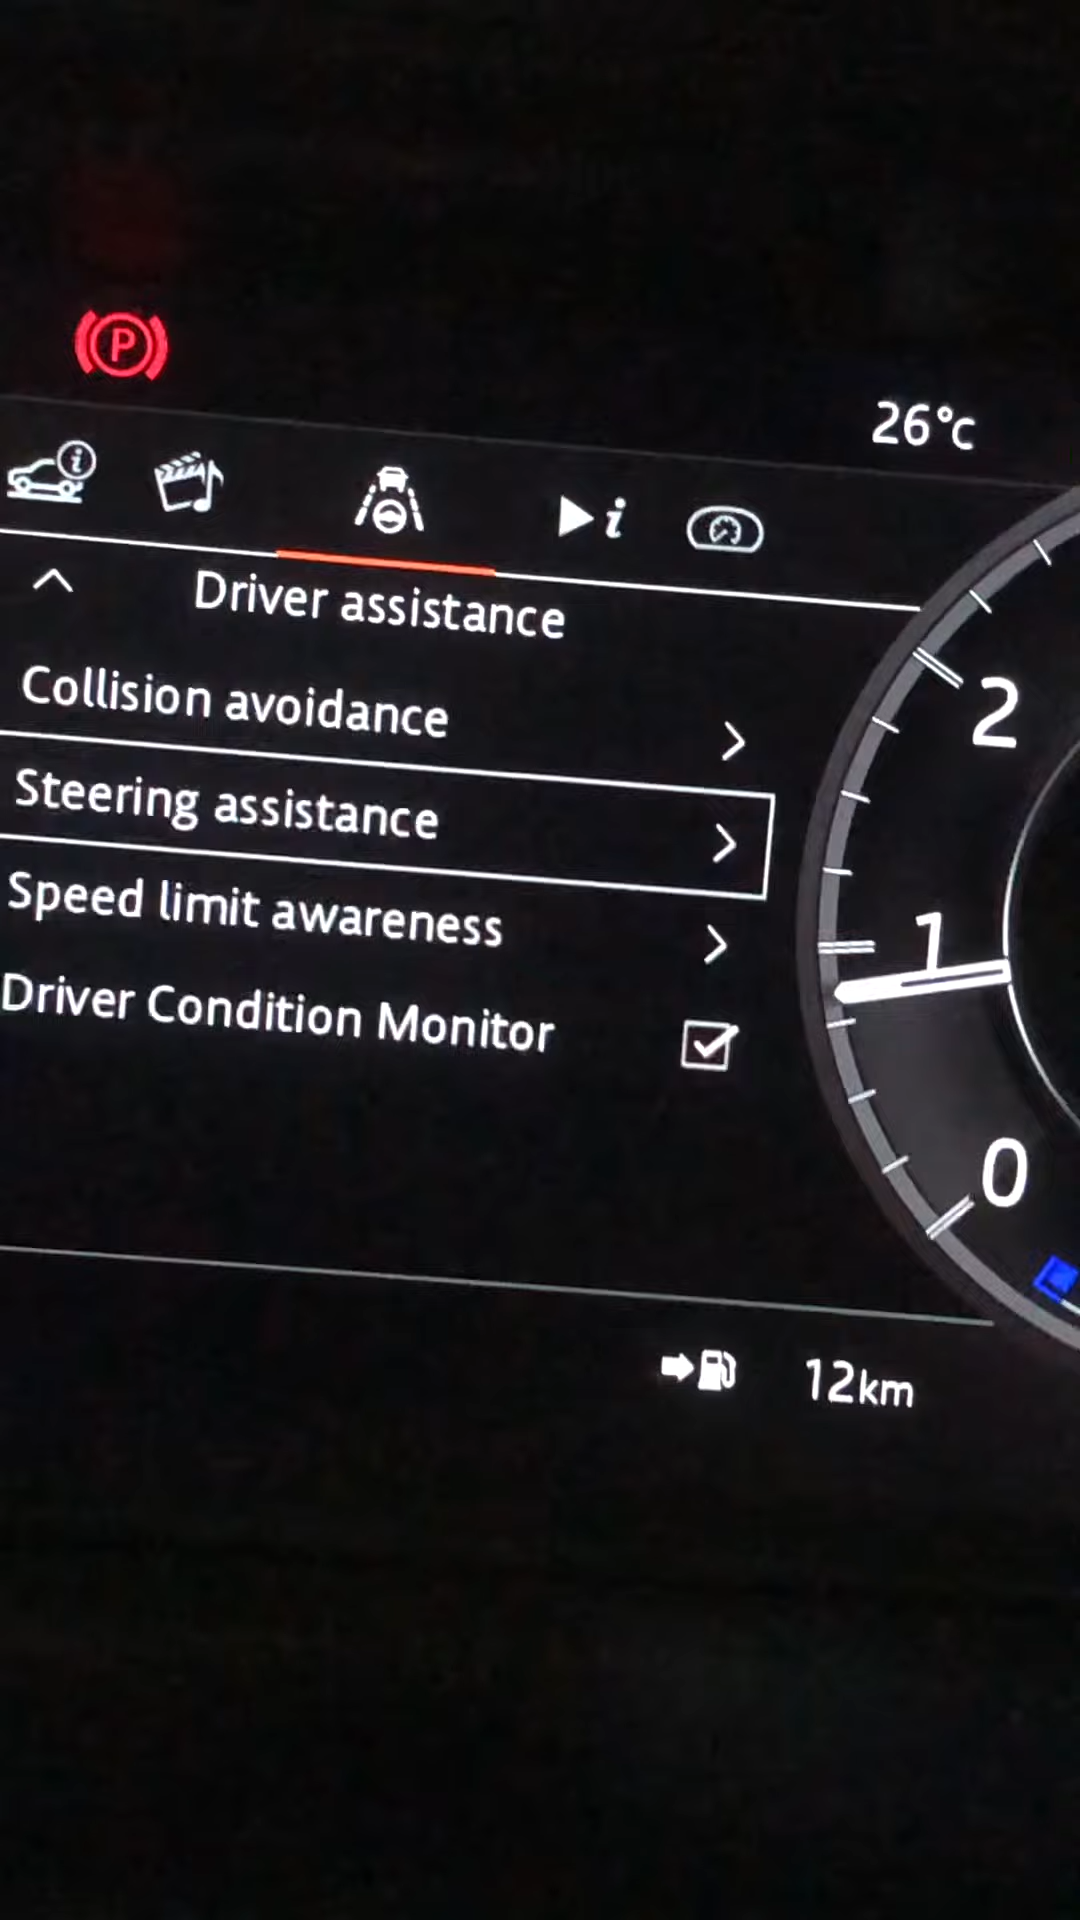 P
26°C
i
i
Driver assistance
Collision avoidance
Steering assistance
Speed limit awareness
Driver Condition Monitor
2
1
0
12km